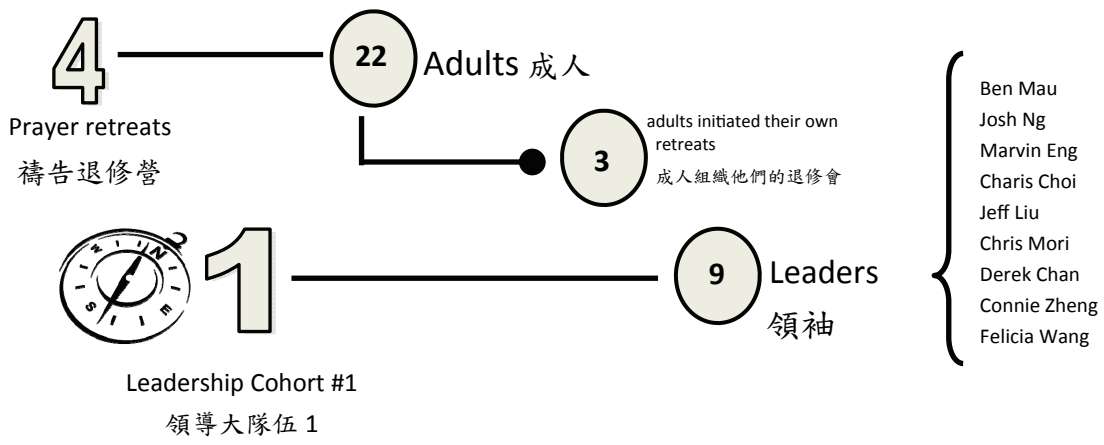 4
22
Adults 成人
Prayer retreats
禱告退修營
3
adults initiated their own
retreats
成人組織他們的退修會
N
E
S
1
9
Leaders
領袖
Leadership Cohort #1
領導大隊伍 1
Ben Mau
Josh Ng
Marvin Eng
Charis Choi
Jeff Liu
Chris Mori
Derek Chan
Connie Zheng
Felicia Wang